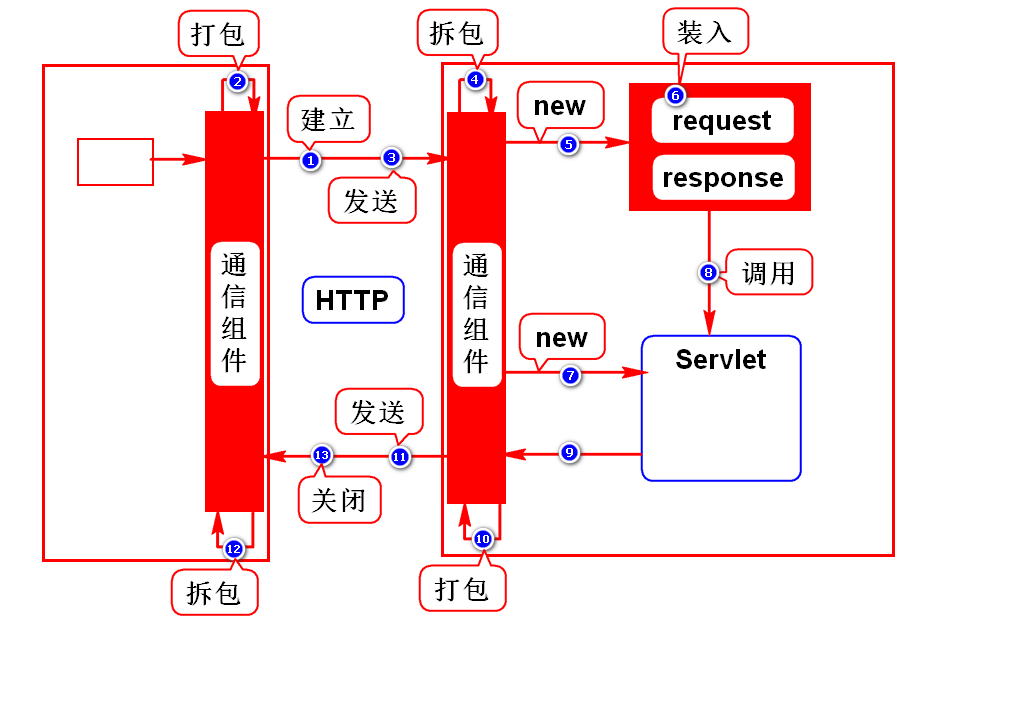 打包
拆包
装入
2
4
6
建立
new
request
1
3
5
发送
response
通信组件
通信组件
8
调用
HTTP
new
Servlet
7
发送
13
11
9
关闭
12
10
拆包
打包